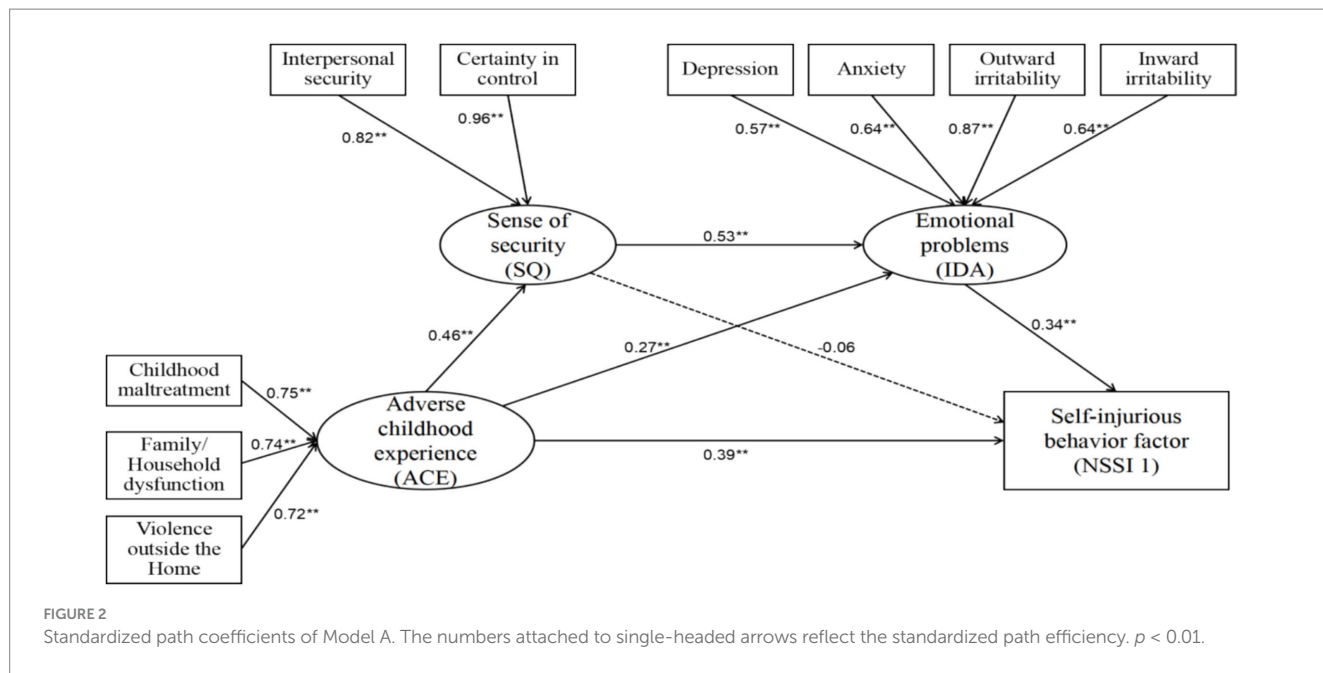 Interpersonal
security
Certainty in
control
Depression
Anxiety
Outward
irritability
Inward
irritability
0.82**
0.96**
0.57**
0.64**
0.87**
0.64**
Sense of
security
(SQ)
0.53**
Emotional
problems
(IDA)
0.46**
0.27**
-0.06
0.34**
Childhood
maltreatment
0.75**
Family/
Household
dysfunction
0.74**
Violence
outside the
Home
0.72**
Adverse
childhood
experience
(ACE)
0.39**
Self-injurious
behavior factor
(NSSI 1)
FIGURE 2
Standardized path coefficients of Model A. The numbers attached to single-headed arrows reflect the standardized path efficiency. p < 0.01.